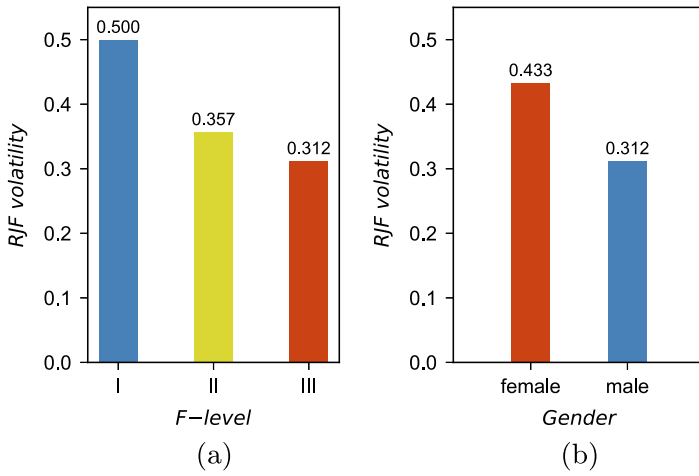 0.500
0.357
0.312
0.5
0.4
0.3
0.2
0.1
0.0
RJF volatility
I II III
F−level
(a)
0.433
0.312
0.5
0.4
0.3
0.2
0.1
0.0
RJF volatility
female male
Gender
(b)